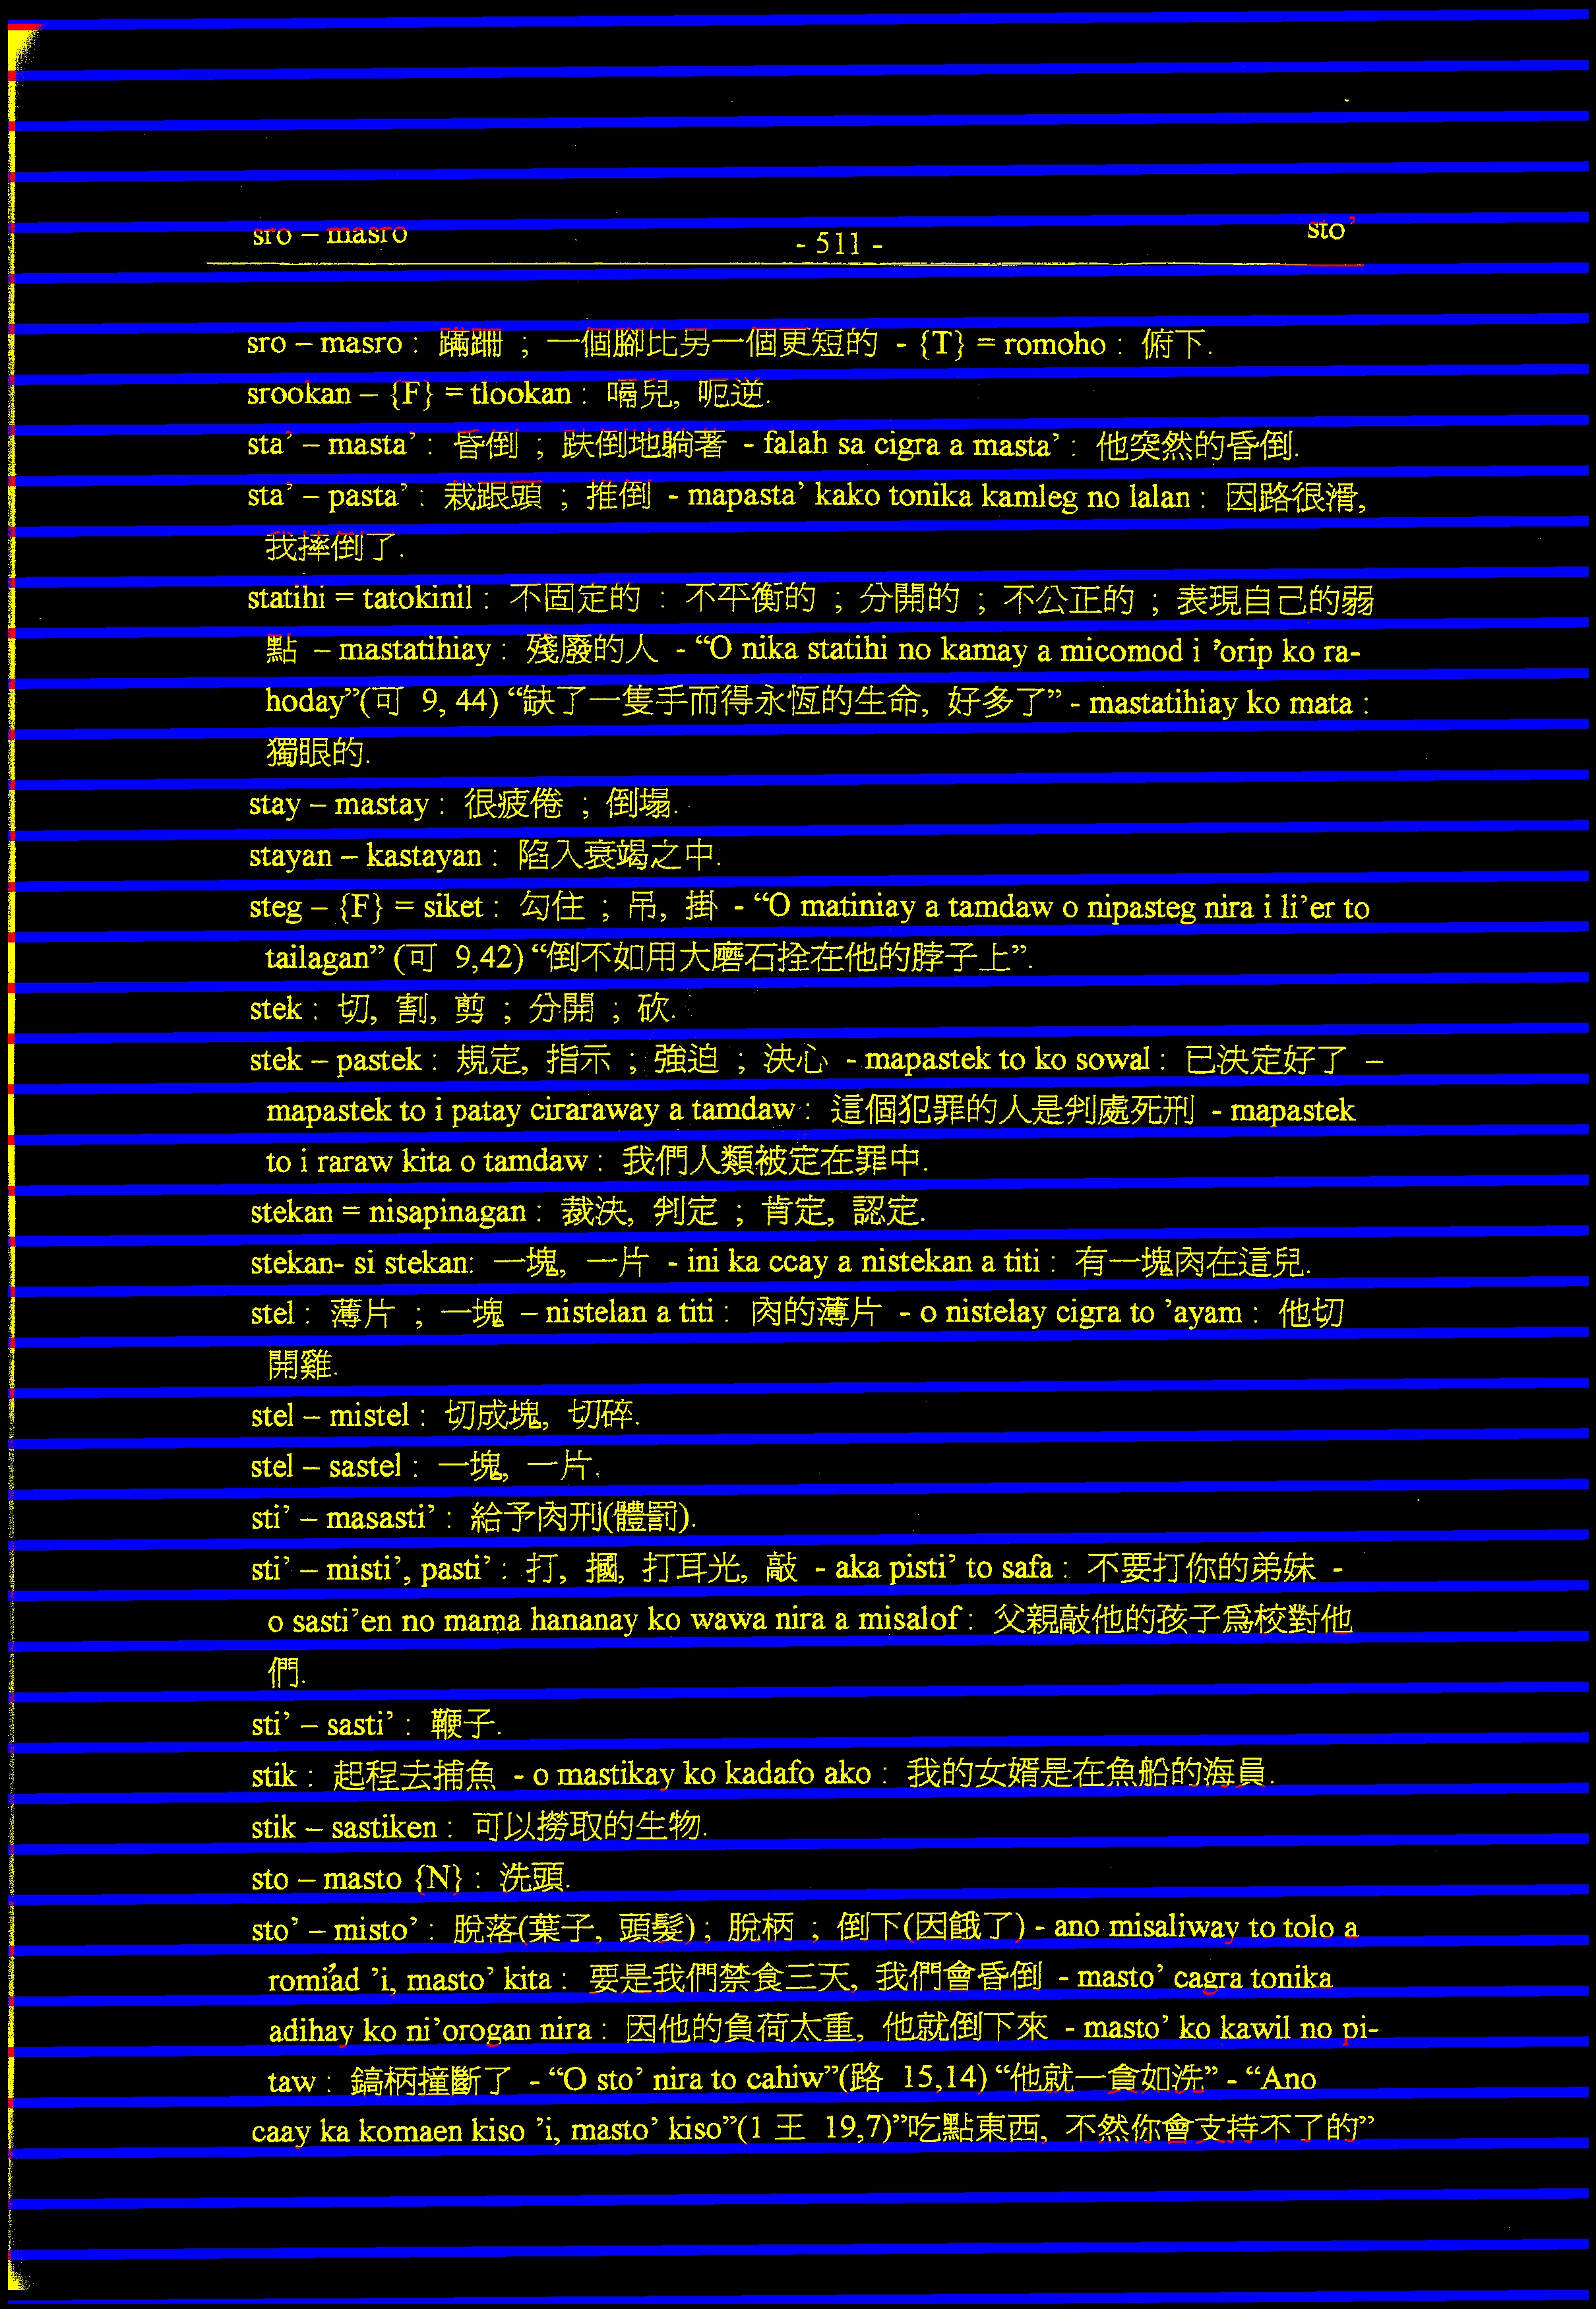 sro – masro - 511 - sto’
sro – masro : 蹣跚 ; 一個腳比另一個更短的 - {T} = romoho : 俯下.
srookan – {F} = tlookan : 嗝兒, 呃逆.
sta’ – masta’ : 昏倒 ; 跌倒地躺著 - falah sa cigra a masta’ : 他突然的昏倒.
sta’ – pasta’ : 栽跟頭 ; 推倒 - mapasta’ kako tonika kamleg no lalan : 因路很滑,
我摔倒了.
statihi = tatokinil : 不固定的 : 不平衡的 ; 分開的 ; 不公正的 ; 表現自己的弱
點 – mastatihiay : 殘廢的人 - “O nika statihi no kamay a micomod i ’orip ko ra-
hoday”(可 9, 44) “缺了一隻手而得永恆的生命, 好多了” - mastatihiay ko mata :
獨眼的.
stay – mastay : 很疲倦 ; 倒塌.
stayan – kastayan : 陷入衰竭之中.
steg – {F} = siket : 勾住 ; 吊, 掛 - “O matiniay a tamdaw o nipasteg nira i li’er to
tailagan” (可 9,42) “倒不如用大磨石拴在他的脖子上”.
stek : 切, 割, 剪 ; 分開 ; 砍.
stek – pastek : 規定, 指示 ; 強迫 ; 決心 - mapastek to ko sowal : 已決定好了 –
mapastek to i patay ciraraway a tamdaw : 這個犯罪的人是判處死刑 - mapastek
to i raraw kita o tamdaw : 我們人類被定在罪中.
stekan = nisapinagan : 裁決, 判定 ; 肯定, 認定.
stekan- si stekan: 一塊, 一片 - ini ka ccay a nistekan a titi : 有一塊肉在這兒.
stel : 薄片 ; 一塊 – nistelan a titi : 肉的薄片 - o nistelay cigra to ’ayam : 他切
開雞.
stel – mistel : 切成塊, 切碎.
stel – sastel : 一塊, 一片.
sti’ – masasti’ : 給予肉刑(體罰).
sti’ – misti’, pasti’ : 打, 摑, 打耳光, 敲 - aka pisti’ to safa : 不要打你的弟妹 -
o sasti’en no mama hananay ko wawa nira a misalof : 父親敲他的孩子爲校對他
們.
sti’ – sasti’ : 鞭子.
stik : 起程去捕魚 - o mastikay ko kadafo ako : 我的女婿是在魚船的海員.
stik – sastiken : 可以撈取的生物.
sto – masto {N} : 洗頭.
sto’ – misto’ : 脫落(葉子, 頭髮) ; 脫柄 ; 倒下(因餓了) - ano misaliway to tolo a
romi’ad ’i, masto’ kita : 要是我們禁食三天, 我們會昏倒 - masto’ cagra tonika
adihay ko ni’orogan nira : 因他的負荷太重, 他就倒下來 - masto’ ko kawil no pi-
taw : 鎬柄撞斷了 - “O sto’ nira to cahiw”(路 15,14) “他就一貪如洗” - “Ano
caay ka komaen kiso ’i, masto’ kiso”(1 王 19,7)”吃點東西, 不然你會支持不了的”